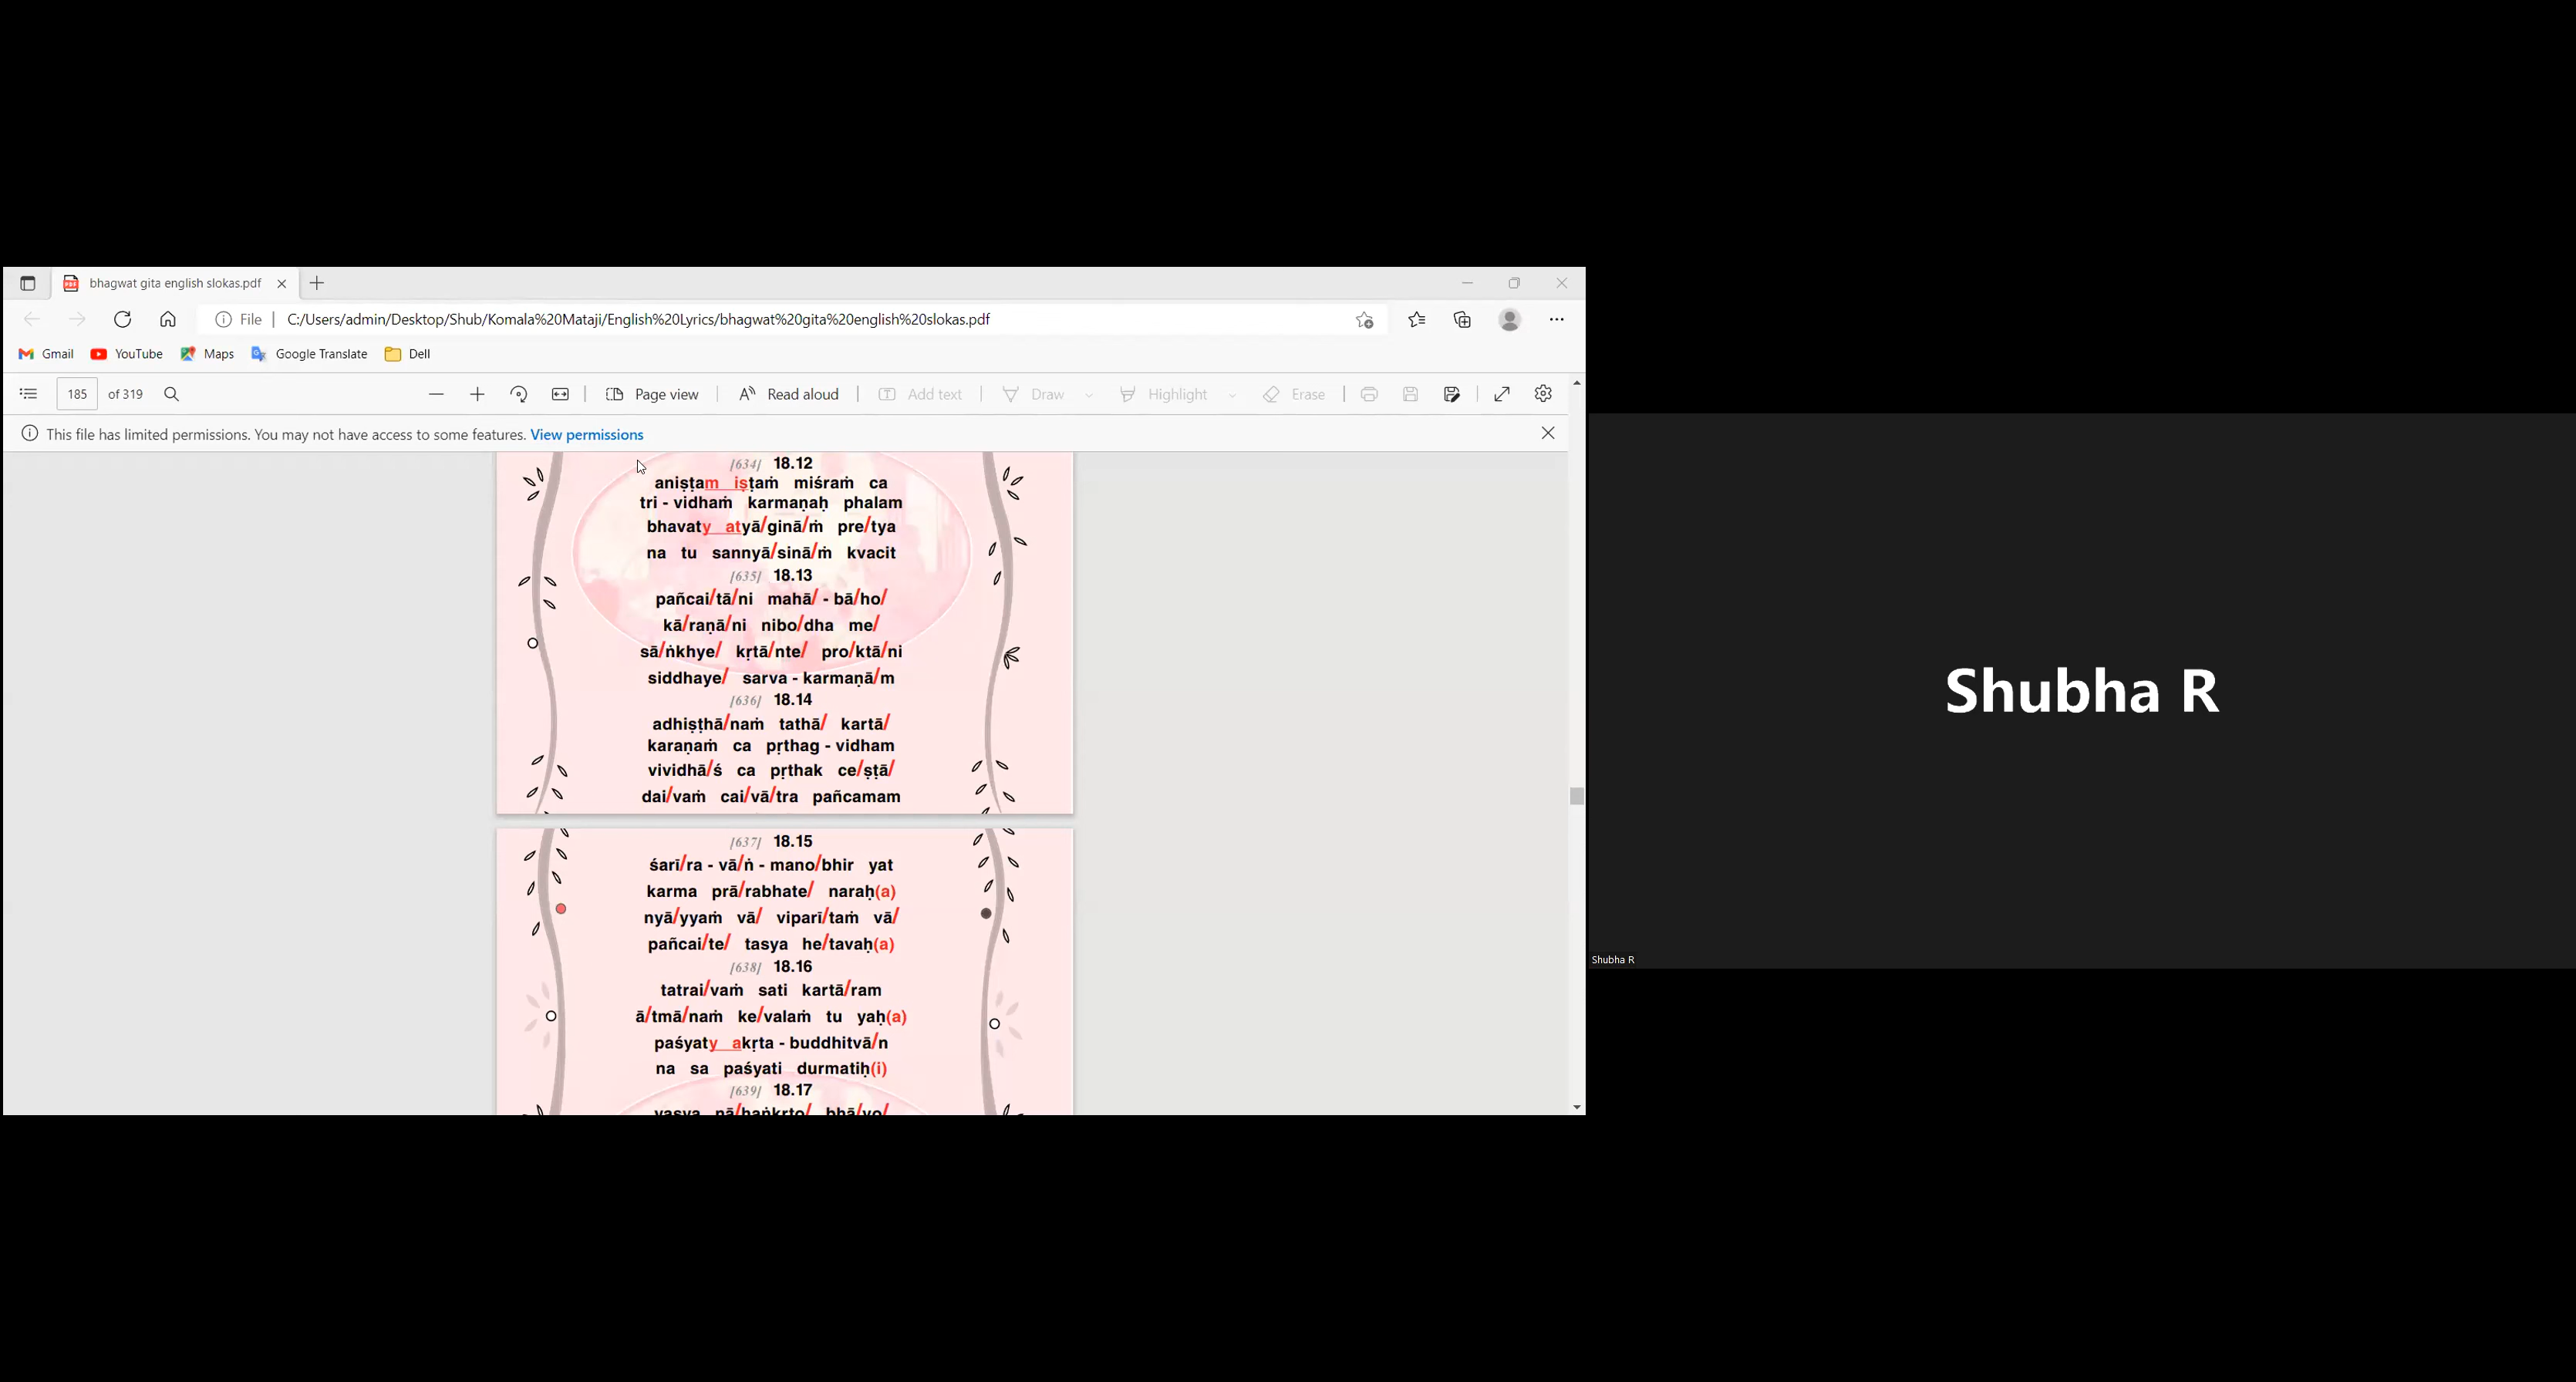 bhagwat gita english slokas.pdf
File | C:/Users/admin/Desktop/Shub/Komala%20Mataji/English%20Lyrics/bhagwat%20gita%20english%20slokas.pdf
Gmail YouTube Maps Google Translate Dell
185 of 319 Page view Read aloud Add text Draw Highlight Erase
This file has limited permissions. You may not have access to some features. View permissions
[634] 18.12
aniṣṭam iṣṭaṁ miśraṁ ca
tri - vidhaṁ karmaṇaḥ phalam
bhavaty atyā/ginā/ṁ pre/tya
na tu sannyā/sinā/ṁ kvacit
[635] 18.13
pañcai/tā/ni mahā/ - bā/ho/
kā/raṇā/ni nibo/dha me/
sā/ṅkhye/ kṛtā/nte/ pro/ktā/ni
siddhaye/ sarva - karmaṇā/m
[636] 18.14
adhiṣṭhā/naṁ tathā/ kartā/
karaṇaṁ ca pṛthag - vidham
vividhā/ś ca pṛthak ce/ṣṭā/
dai/vaṁ cai/vā/tra pañcamam
[637] 18.15
śarī/ra - vā/ṅ - mano/bhir yat
karma prā/rabhate/ naraḥ(a)
nyā/yyaṁ vā/ viparī/taṁ vā/
pañcai/te/ tasya he/tavaḥ(a)
[638] 18.16
tatrai/vaṁ sati kartā/ram
ā/tmā/naṁ ke/valaṁ tu yaḥ(a)
paśyaty akṛta - buddhitvā/n
na sa paśyati durmatiḥ(i)
[639] 18.17
yasya nā/haṅkṛto/ bhā/vo/
Shubha R
Shubha R